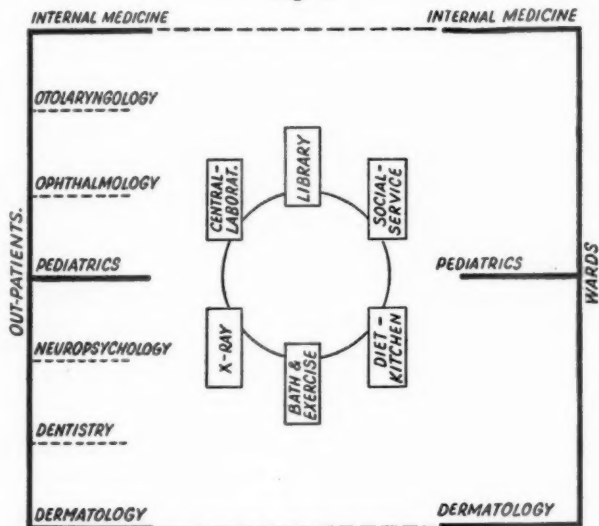 INTERNAL MEDICINE
INTERNAL MEDICINE
OTOLARYNGOLOGY
OPHTHALMOLOGY
PEDIATRICS
NEUROPSYCHOLOGY
DENTISTRY
DERMATOLOGY
OUT-PATIENTS.
CENTRAL-
LABORAT.
LIBRARY
SOCIAL-
SERVICE
X-RAY
BATH &
EXERCISE
DIET-
KITCHEN
PEDIATRICS
DERMATOLOGY
WARDS